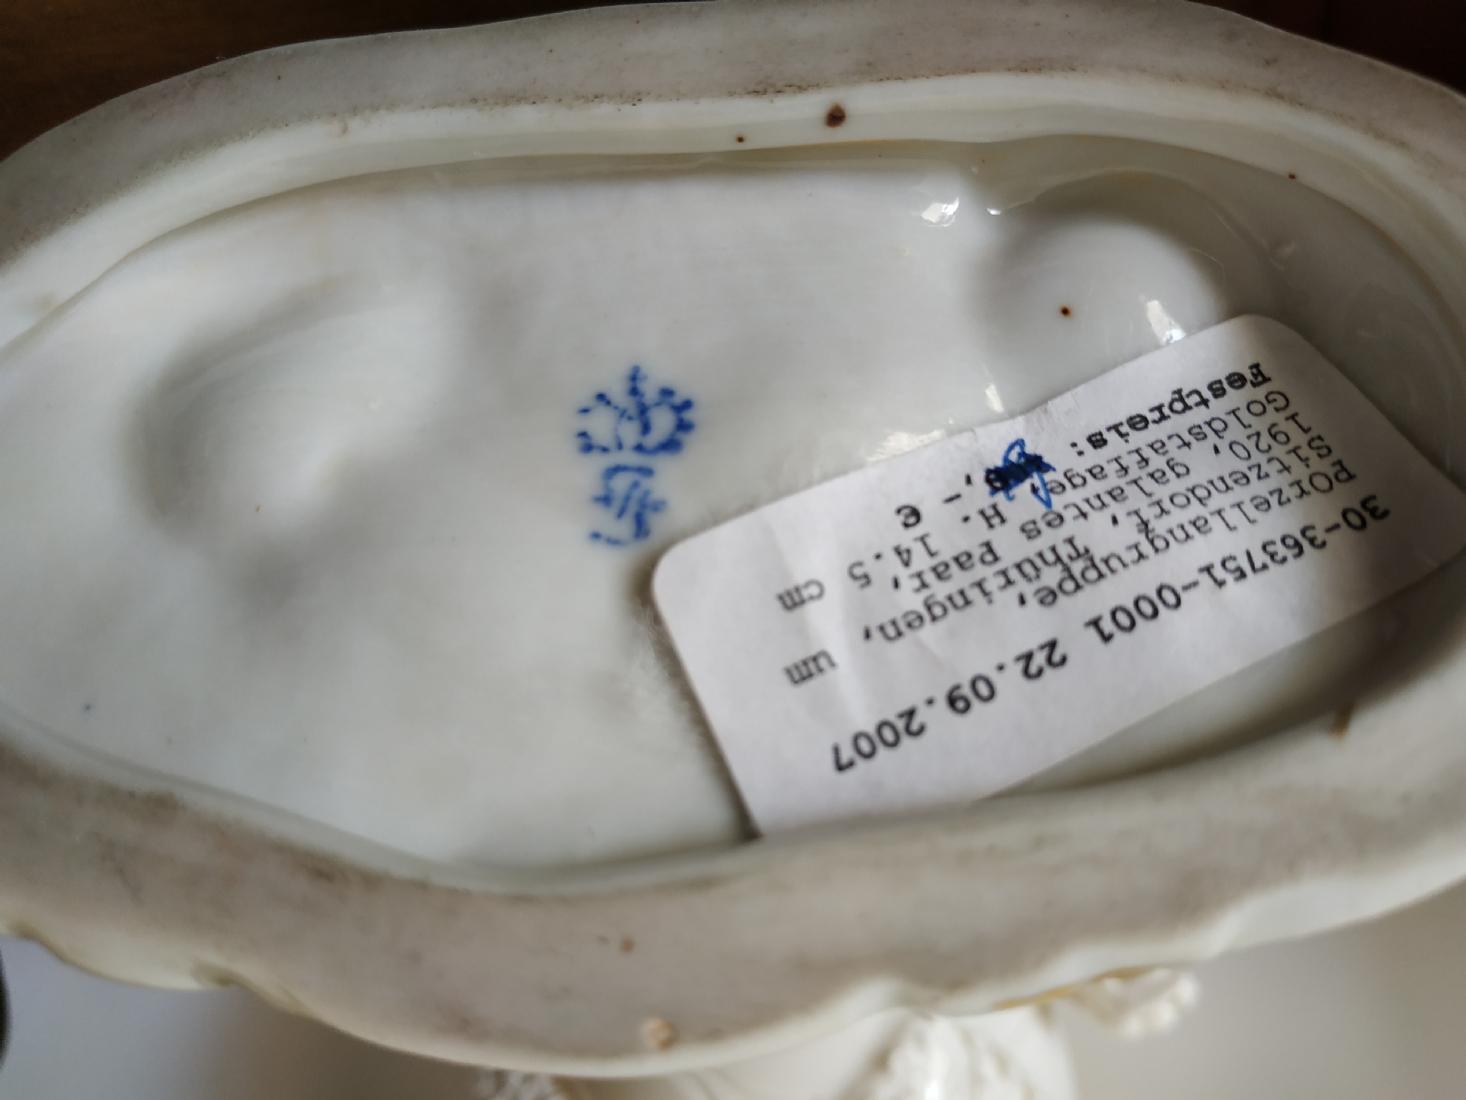 30-363751-0001 22.09.2007
Porzellangruppe, um
Sitzendorf, Thüringen,
1920, galantes Paar,
Goldstaffage, H. 14.5 cm
Festpreis: ,- €